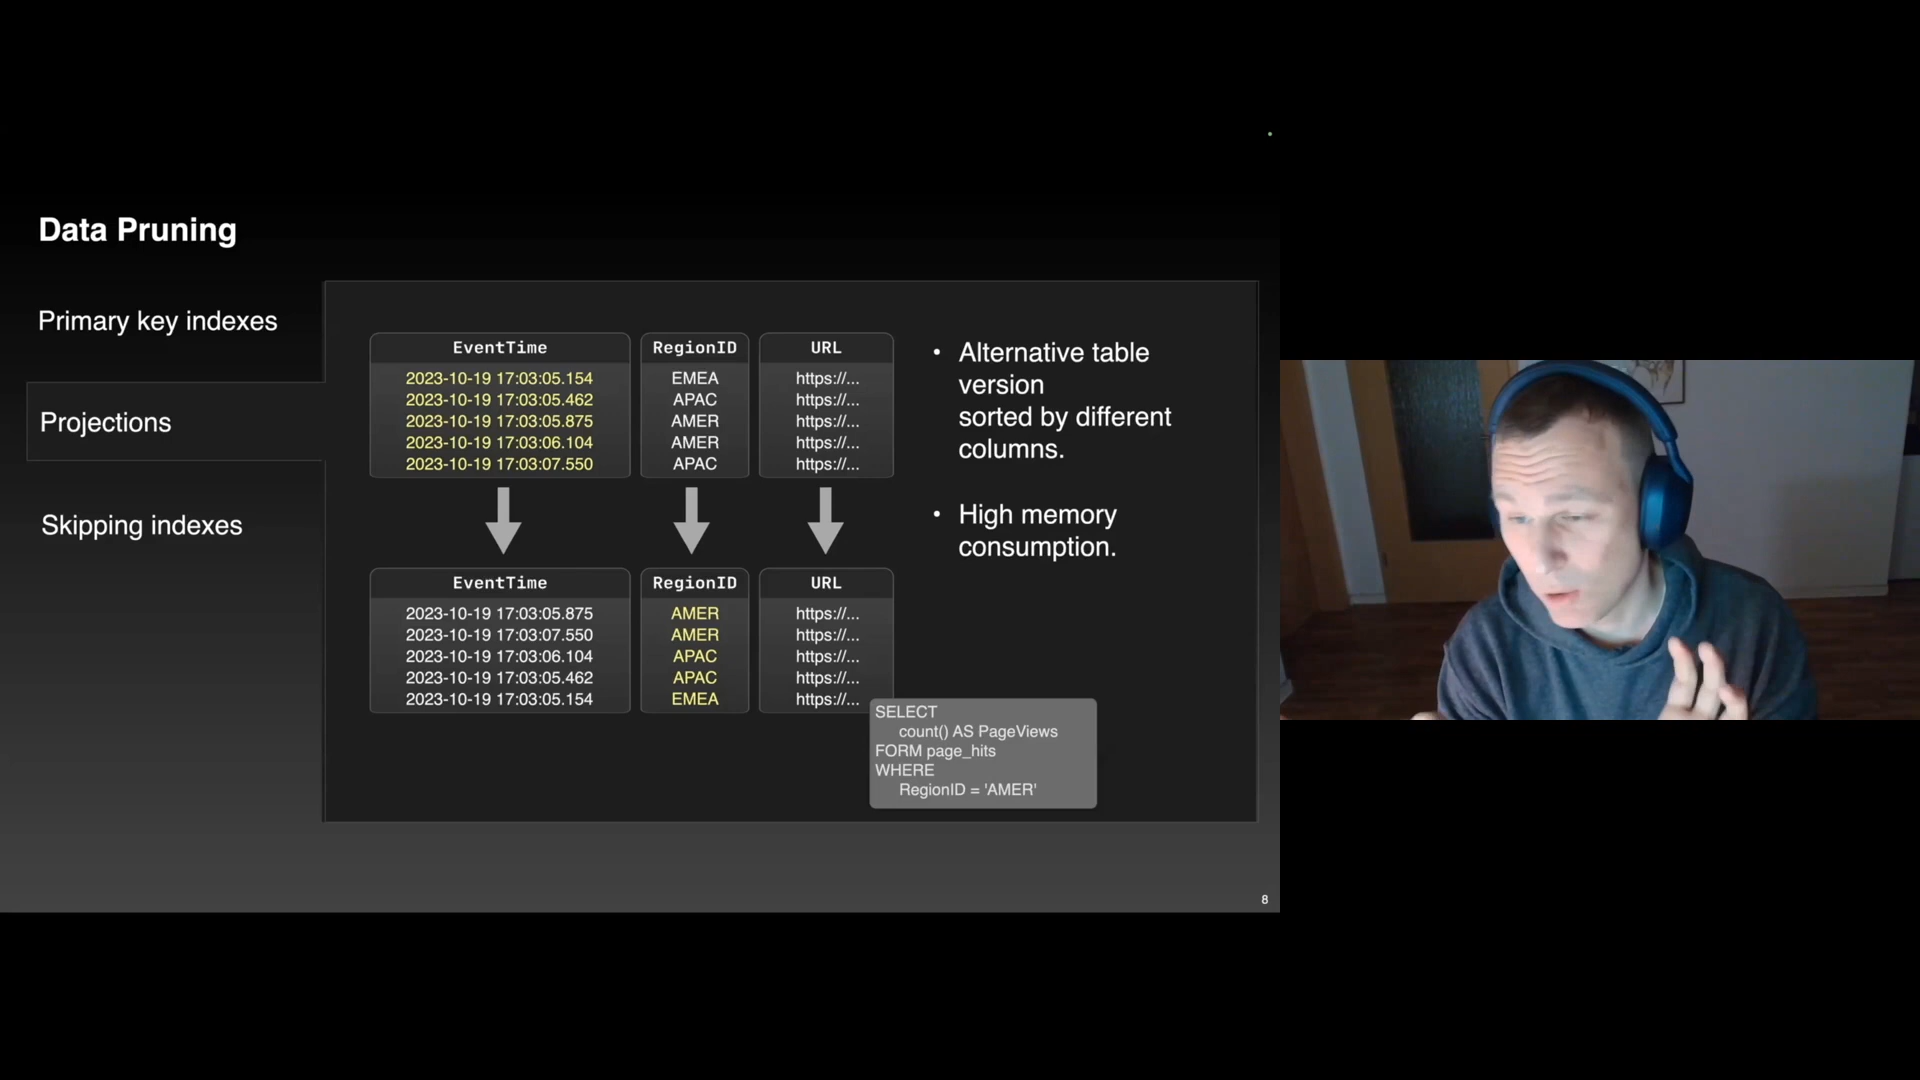 Data Pruning
Primary key indexes
Projections
Skipping indexes
EventTime RegionID URL
2023-10-19 17:03:05.154 EMEA https://...
2023-10-19 17:03:05.462 APAC https://...
2023-10-19 17:03:05.875 AMER https://...
2023-10-19 17:03:06.104 AMER https://...
2023-10-19 17:03:07.550 APAC https://...
EventTime RegionID URL
2023-10-19 17:03:05.875 AMER https://...
2023-10-19 17:03:07.550 AMER https://...
2023-10-19 17:03:06.104 APAC https://...
2023-10-19 17:03:05.462 APAC https://...
2023-10-19 17:03:05.154 EMEA https://...
• Alternative table
version
sorted by different
columns.
• High memory
consumption.
SELECT
count() AS PageViews
FORM page_hits
WHERE
RegionID = 'AMER'
8